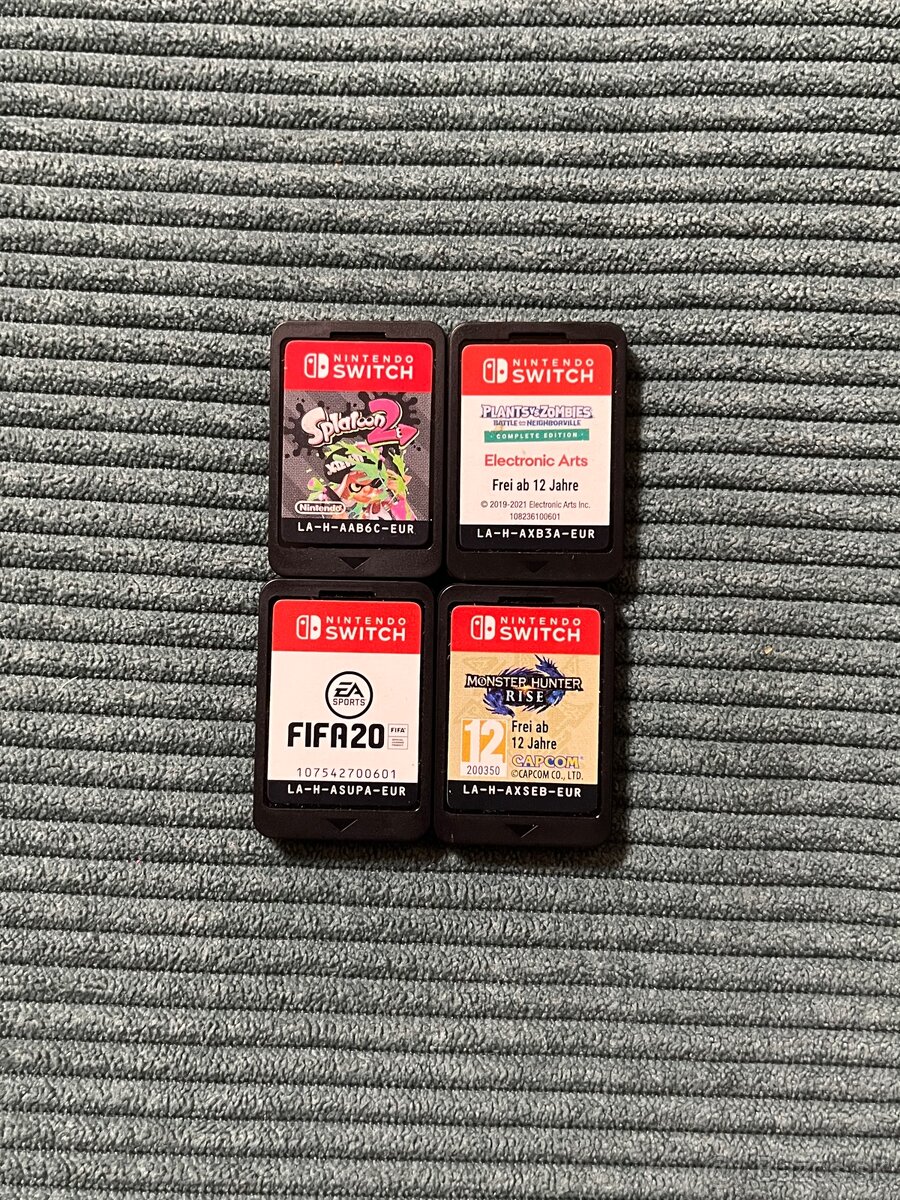 NINTENDO
SWITCH
Splatoon 2
Nintendo
LA-H-AAB6C-EUR
NINTENDO
SWITCH
PLANTS VS. ZOMBIES
BATTLE FOR NEIGHBORVILLE
COMPLETE EDITION
Electronic Arts
Frei ab 12 Jahre
© 2019-2021 Electronic Arts Inc.
108236100601
LA-H-AXB3A-EUR
NINTENDO
SWITCH
EA
SPORTS
FIFA20
FIFA
107542700601
LA-H-ASUPA-EUR
NINTENDO
SWITCH
MONSTER HUNTER
RISE
12
Frei ab
12 Jahre
200350
CAPCOM
©CAPCOM CO., LTD.
LA-H-AXSEB-EUR